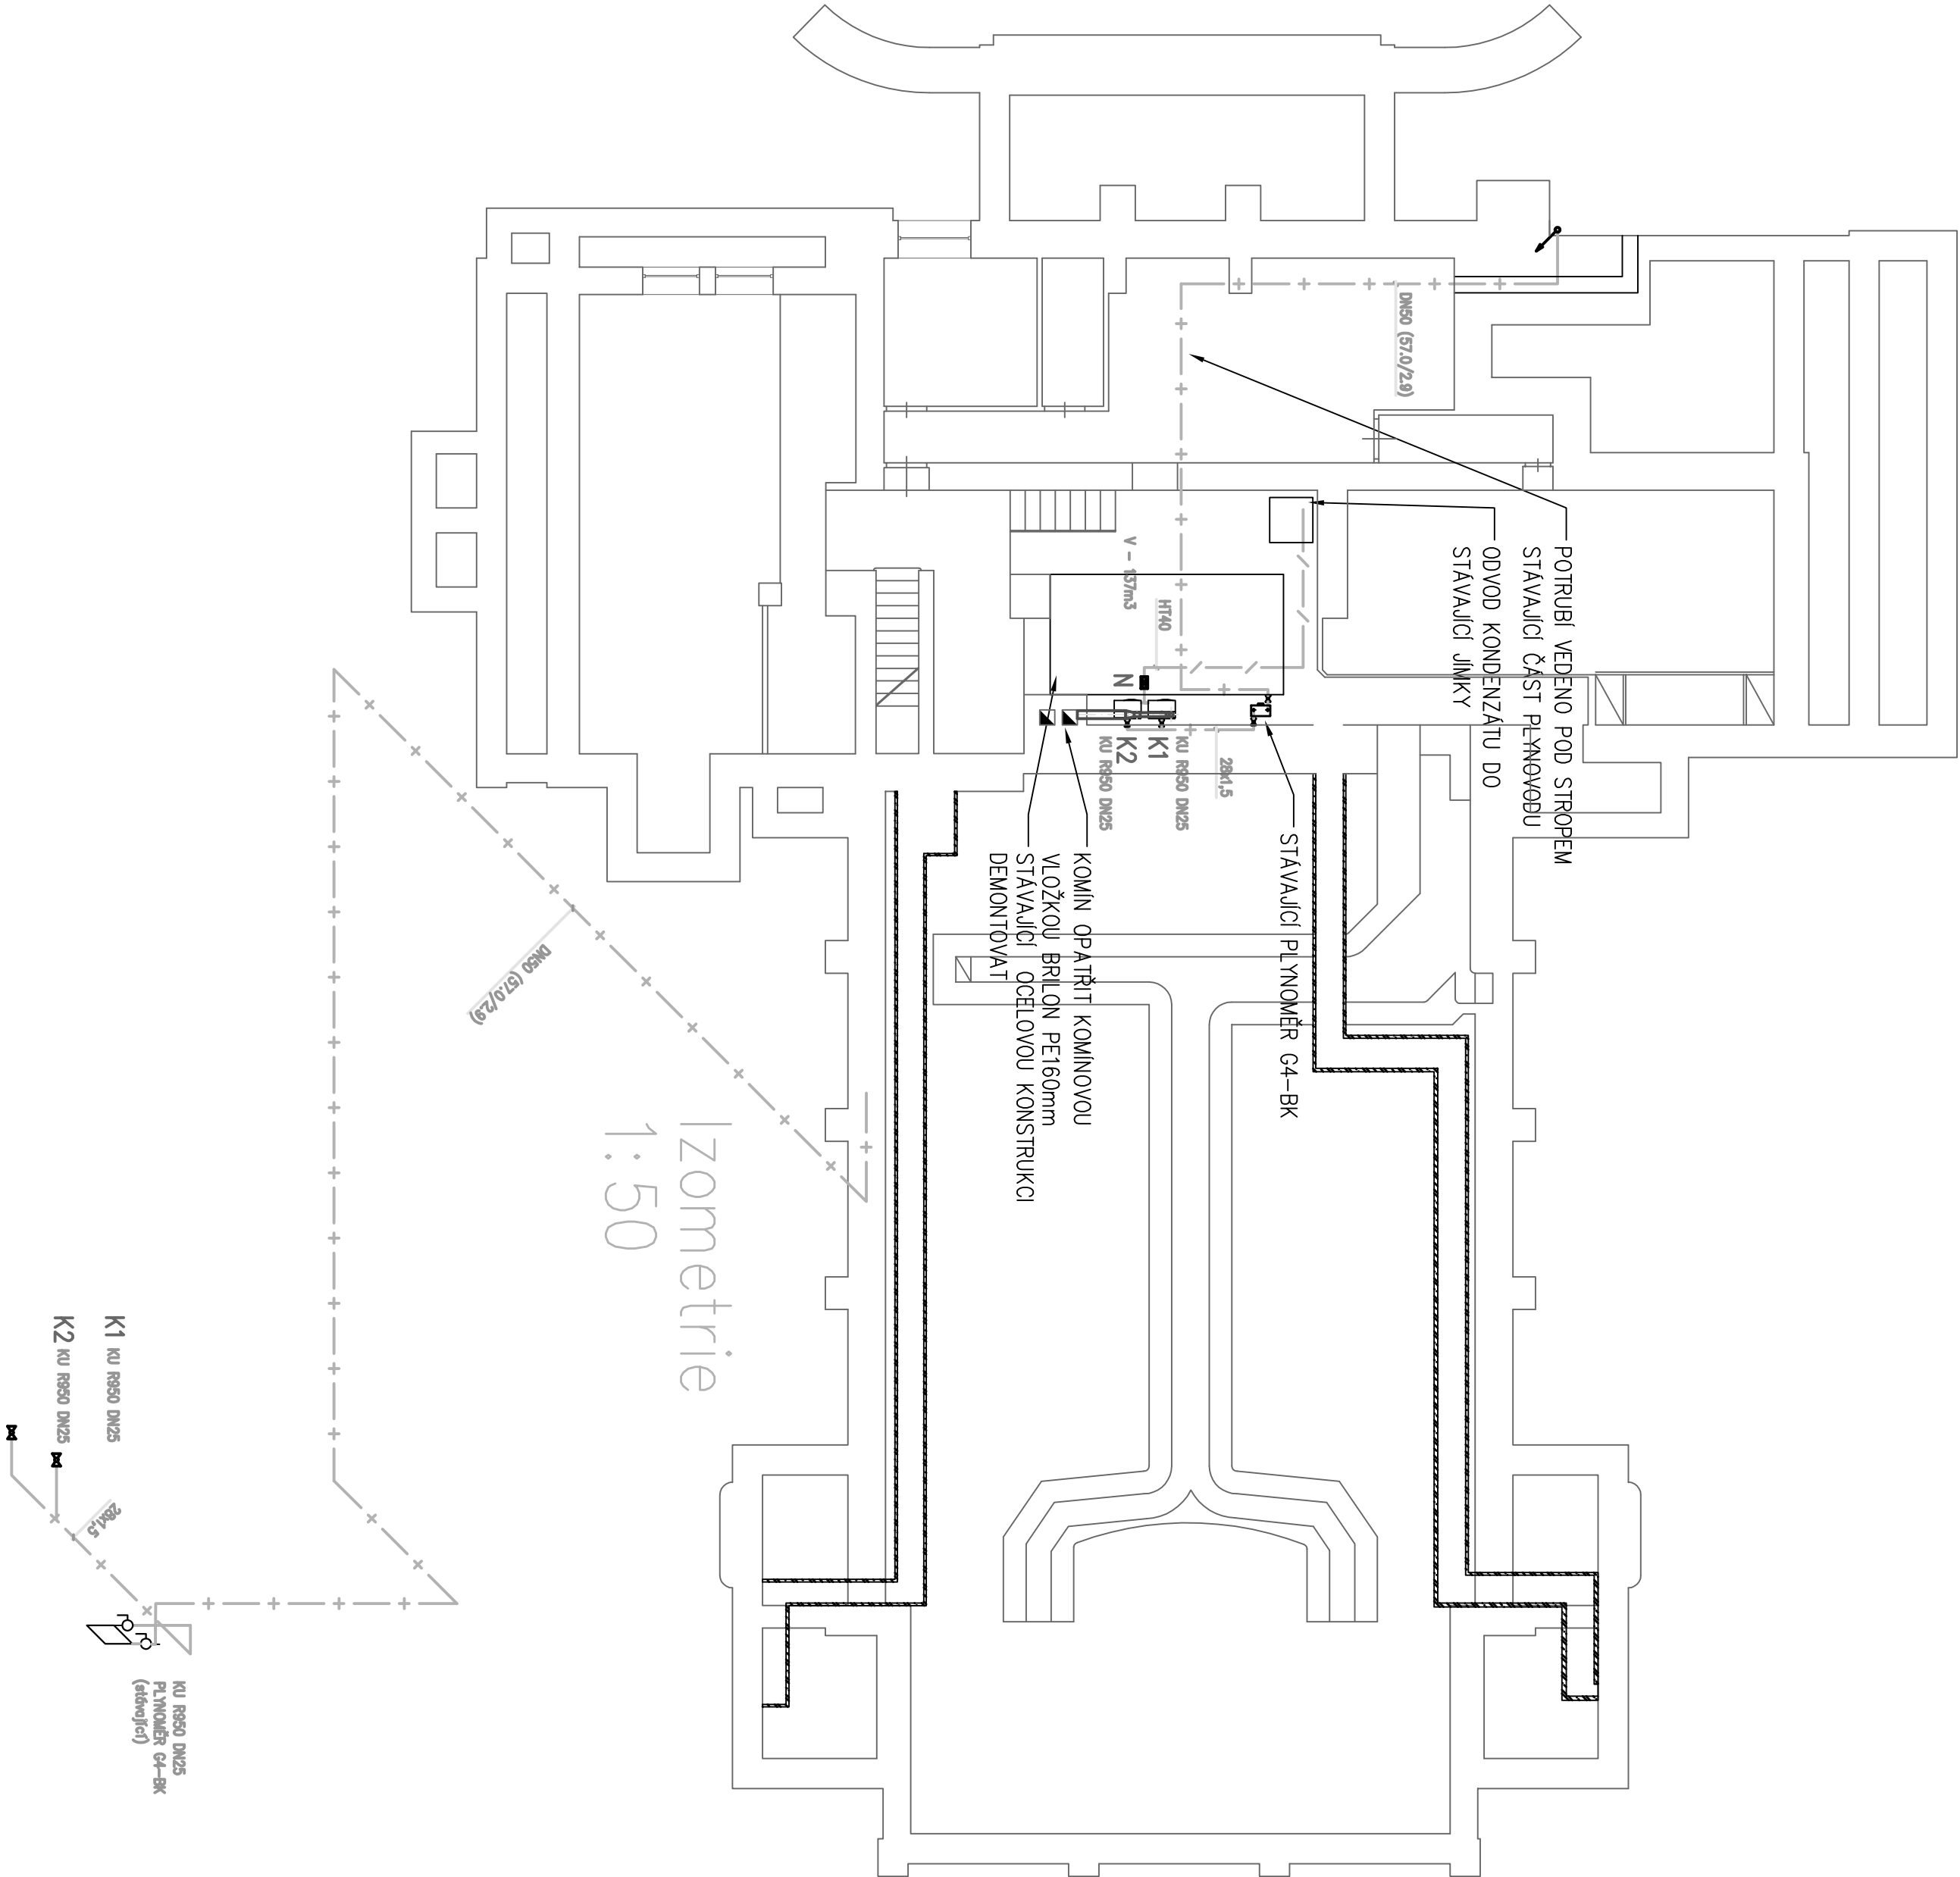 POTRUBÍ VEDENO POD STROPEM
STÁVAJÍCÍ ČÁST PLYNOVODU
ODVOD KONDENZÁTU DO
STÁVAJÍCÍ JÍMKY
DN50 (57.0/2.9)
STÁVAJÍCÍ PLYNOMĚR G4-BK
28x1,5
KU R950 DN25
K1
HT40
V - 137m3
N
K2
KU R950 DN25
KOMÍN OPATŘIT KOMÍNOVOU
VLOŽKOU BRILON PE160mm
STÁVAJÍCÍ OCELOVOU KONSTRUKCI
DEMONTOVAT
Izometrie
1:50
DN50 (57.0/2.9)
K1 KU R950 DN25
K2 KU R950 DN25
28x1,5
KU R950 DN25
PLYNOMĚR G4-BK
(stávající)